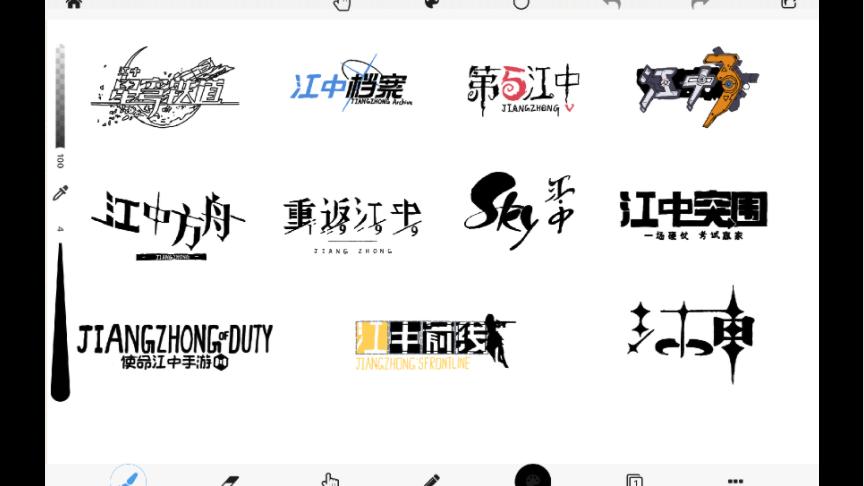 江中
星穹铁道
江中档案
JIANGZHONG Archive
第5江中
JIANGZHONG V
江中
江中方舟
JIANGZHONG
重返江中
JIANG ZHONG
Sky 江中
江中突围
一场硬仗 考试赢家
JIANGZHONG OF DUTY
使命江中手游
江中前线
JIANGZHONG'S FRONTLINE
江中
100
4
1